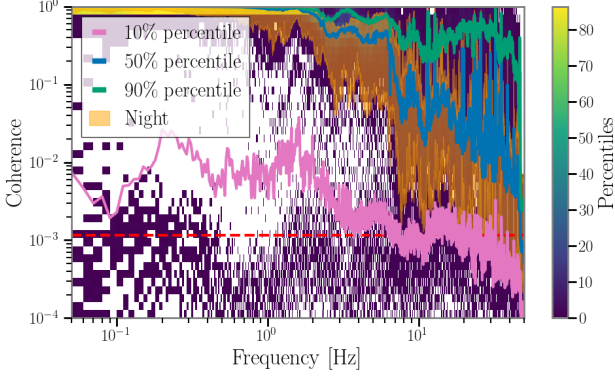 10% percentile
50% percentile
90% percentile
Night
10⁰
10⁻¹
10⁻²
10⁻³
10⁻⁴
Coherence
10⁻¹
10⁰
10¹
Frequency [Hz]
80
70
60
50
40
30
20
10
0
Percentiles